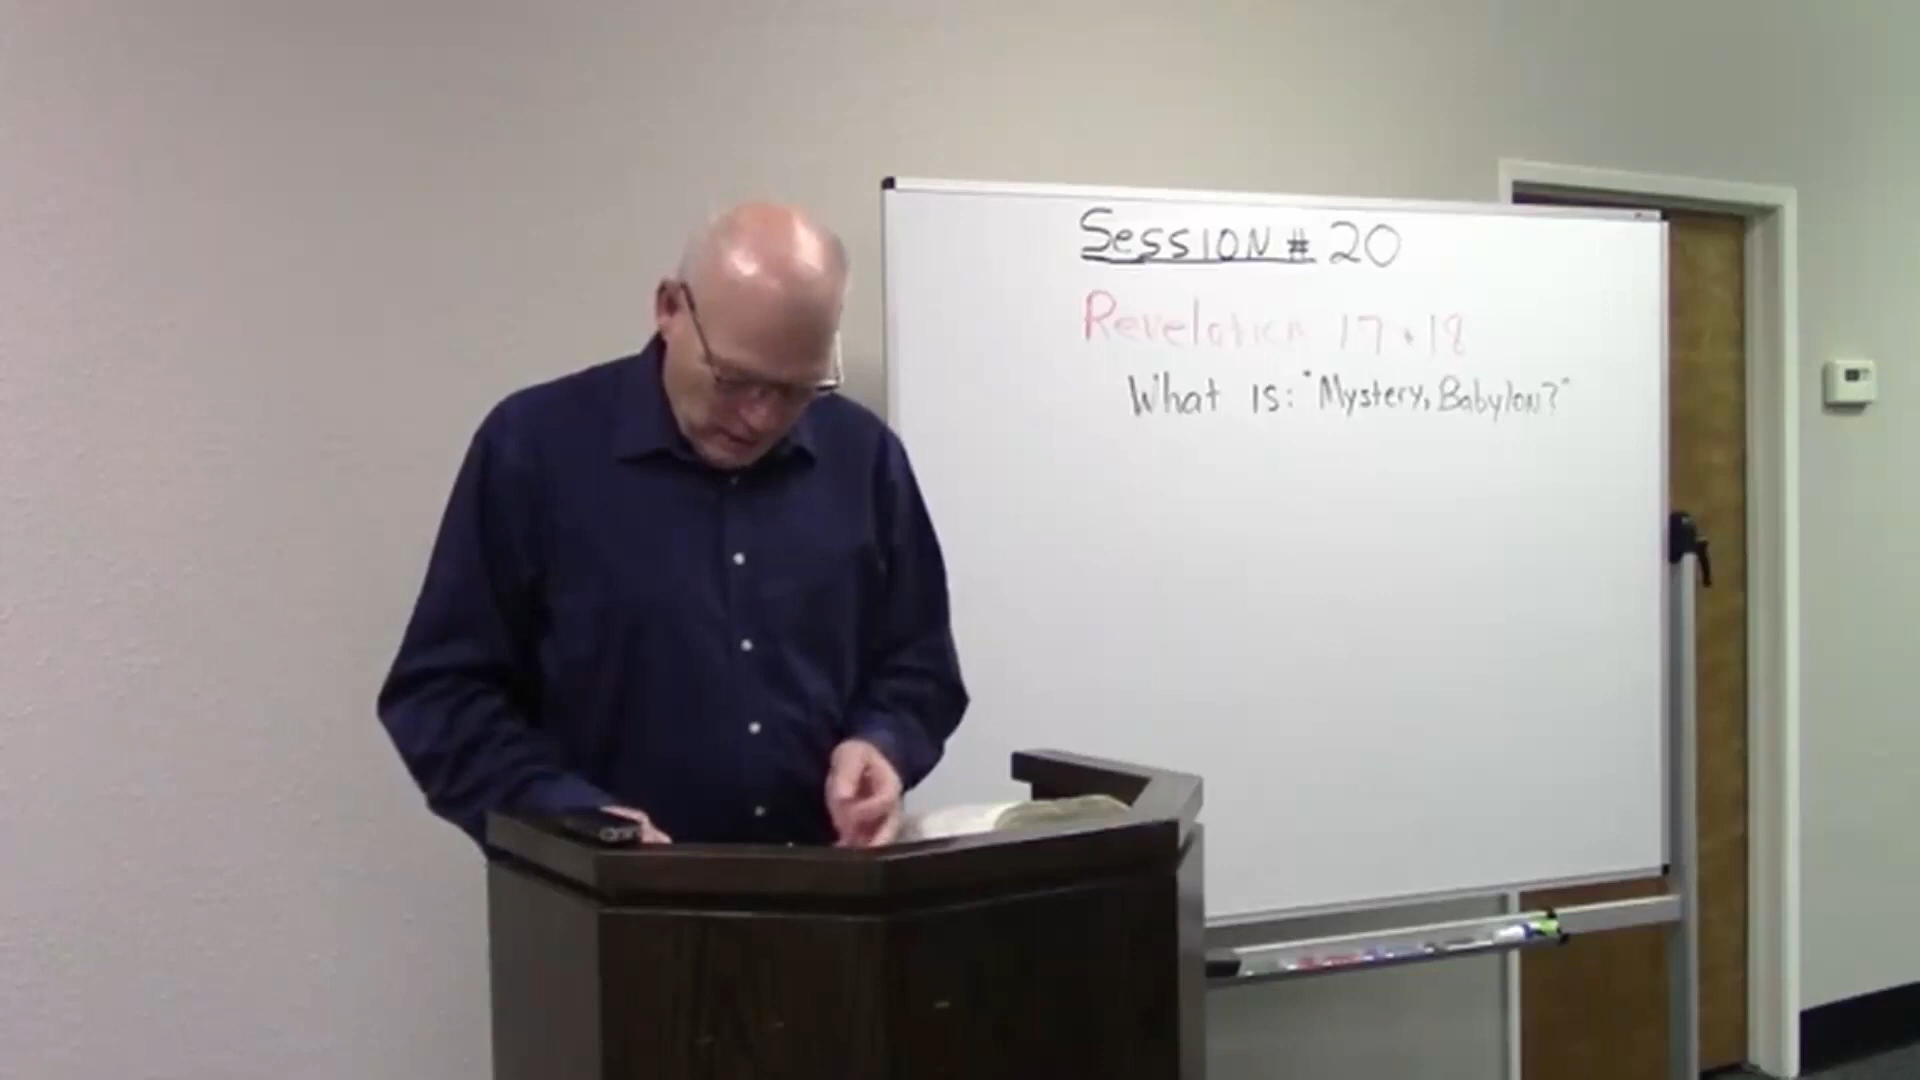 Session # 20
Revelation 17 + 18
What is: "Mystery, Babylon?"